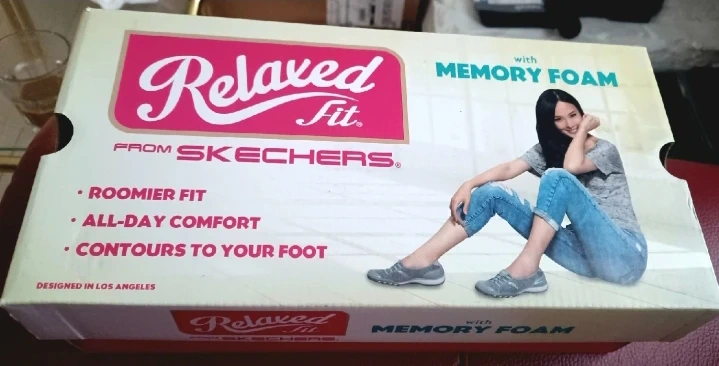 Relaxed
Fit®
FROM SKECHERS®
with
MEMORY FOAM
• ROOMIER FIT
• ALL-DAY COMFORT
• CONTOURS TO YOUR FOOT
DESIGNED IN LOS ANGELES
Relaxed
Fit
FROM SKECHERS
with
MEMORY FOAM